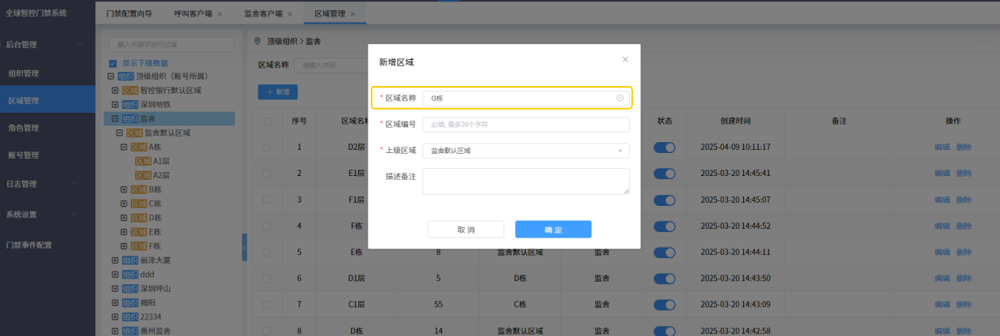 全球智控门禁系统
门禁配置向导 呼叫客户端 × 监舍客户端 × 区域管理 ×
后台管理
组织管理
区域管理
角色管理
账号管理
日志管理
系统设置
门禁事件配置
输入关键字进行过滤
显示下级数据
组织 顶级组织（账号所属）
区域 智控银行默认区域
组织 深圳地铁
组织 监舍
区域 监舍默认区域
区域 A栋
区域 A1层
区域 A2层
区域 B栋
区域 C栋
区域 D栋
区域 E栋
区域 F栋
组织 丽泽大厦
组织 ddd
组织 深圳坪山
组织 揭阳
组织 22334
组织 惠州监舍
顶级组织 > 监舍
区域名称 请输入内容
+ 新增
新增区域 ×
* 区域名称 G栋
* 区域编号 必填, 最多20个字符
* 上级区域 监舍默认区域
描述备注
取 消 确 定
序号 区域名称 状态 创建时间 备注 操作
1 D2层 2025-04-09 10:11:17 编辑 删除
2 E1层 2025-03-20 14:45:41 编辑 删除
3 F1层 2025-03-20 14:45:07 编辑 删除
4 F栋 2025-03-20 14:44:52 编辑 删除
5 E栋 8 监舍默认区域 监舍 2025-03-20 14:44:11 编辑 删除
6 D1层 5 D栋 监舍 2025-03-20 14:43:50 编辑 删除
7 C1层 55 C栋 监舍 2025-03-20 14:43:09 编辑 删除
8 D栋 14 监舍默认区域 监舍 2025-03-20 14:42:58 编辑 删除